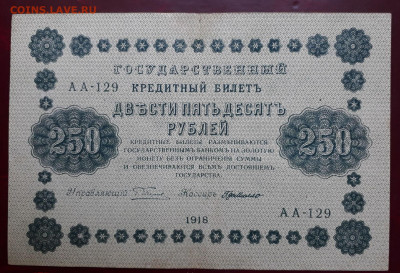 COINS.LAVE.RU
ГОСУДАРСТВЕННЫЙ
АА-129 КРЕДИТНЫЙ БИЛЕТЪ
ДВѢСТИ ПЯТЬДЕСЯТЪ
РУБЛЕЙ
250 250
КРЕДИТНЫЕ БИЛЕТЫ РАЗМѢНИВАЮТСЯ
ГОСУДАРСТВЕННЫМЪ БАНКОМЪ НА ЗОЛОТУЮ
МОНЕТУ БЕЗЪ ОГРАНИЧЕНІЯ СУММЫ
И ОБЕЗПЕЧИВАЮТСЯ ВСѢМЪ ДОСТОЯНІЕМЪ
ГОСУДАРСТВА.
Управляющій Кассиръ
1918
АА-129